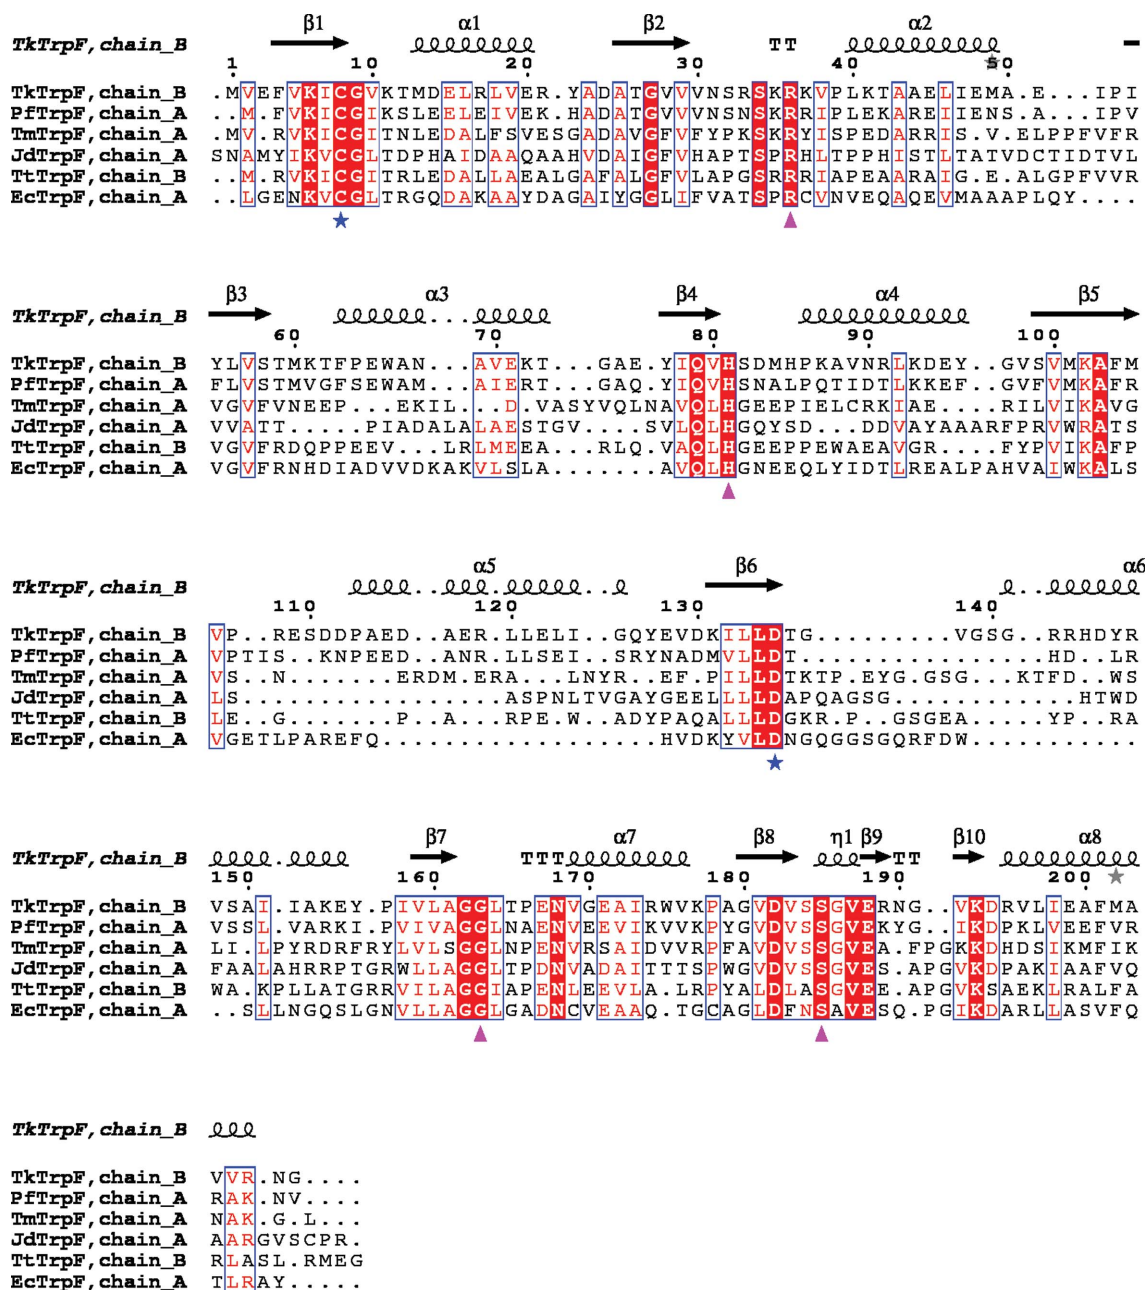 β1 α1 β2 α2
TkTrpF,chain_B TT
1 10 20 30 40 50
TkTrpF,chain_B .MVEFVKICGVKTMDELRLVER.YADATGVVVNSRSKRKVPLKTAAELIEMA.E...IPI
PfTrpF,chain_A ..M.FVKICGIKSLEELEIVEK.HADATGVVVNSNSKRRIPLEKAREIIENS.A...IPV
TmTrpF,chain_A .MV.RVKICGITNLEDALFSVESGADAVGFVFYPKSKRYISPEDARRIS.V.ELPPFVFR
JdTrpF,chain_A SNAMYIKVCGLTDPHAIDAAQAAHVDAIGFVHAPTSPRHLTPPHISTLTATVDCTIDTVL
TtTrpF,chain_B ..M.RVKICGITRLEDALLAEALGAFALGFVLAPGSRRRIAPEAARAIG.E.ALGPFVVR
EcTrpF,chain_A ..LGENKVCGLTRGQDAKAAYDAGAIYGGLIFVATSPRCVNVEQAQEVMAAAPLQY....
β3 α3 β4 α4 β5
TkTrpF,chain_B
60 70 80 90 100
TkTrpF,chain_B YLVSTMKTFPEWAN...AVEKT...GAE.YIQVHSDMHPKAVNRLKDEY..GVSVMKAFM
PfTrpF,chain_A FLVSTMVGFSEWAM...AIERT...GAQ.YIQVHSNALPQTIDTLKKEF..GVFVMKAFR
TmTrpF,chain_A VGVFVNEEP...EKIL...D.VASYVQLNAVQLHGEEPIELCRKIAE....RILVIKAVG
JdTrpF,chain_A VVATT....PIADALALAESTGV....SVLQLHGQYSD...DDVAYAAARFPRVWRATS
TtTrpF,chain_B VGVFRDQPPEEV...LRLMEEA...RLQ.VAQLHGEEPPEWAEAVGR....FYPVIKAFP
EcTrpF,chain_A VGVFRNHDIADVVDKAKVLSLA.......AVQLHGNEEQLYIDTLREALPAHVAIWKALS
α5 β6 α6
TkTrpF,chain_B
110 120 130 140
TkTrpF,chain_B VP..RESDDPAED..AER.LLELI..GQYEVDKILLDTG.........VGSG..RRHDYR
PfTrpF,chain_A VPTIS..KNPEED..ANR.LLSEI..SRYNADMVLLDT..............HD...LR
TmTrpF,chain_A VS..N.......ERDM.ERA...LNYR..EF.PILLDTKTP.EYG.GSG...KTFD..WS
JdTrpF,chain_A LS................ASPNLTVGAYGEELLLLDAPQAGSG...........HTWD
TtTrpF,chain_B LE..G.......P..A...RPE.W..ADYPAQALLLDGKR.P..GSGEA....YP..RA
EcTrpF,chain_A VGETLPAREFQ................HVDKYVLDNGQGGSGQRFDW..........
β7 α7 β8 η1 β9 β10 α8
TkTrpF,chain_B TTT TT
150 160 170 180 190 200
TkTrpF,chain_B VSAI.IAKEY.PIVLAGGLTPENVGEAIRWVKPAGVDVSSGVERNG..VKDRVLIEAFMA
PfTrpF,chain_A VSSL.VARKI.PVIVAGGLNAENVEEVIKVVKPYGVDVSSGVEKYG..IKDPKLVEEFVR
TmTrpF,chain_A LI.LPYRDRFRYLVLSGGLNPENVRSAIDVVRPFAVDVSSGVEA.FPGKKDHDSIKMFIK
JdTrpF,chain_A FAALAHRRPTGRWLLAGGLTPDNVADAITTTSPWGVDVSSGVES.APGVKDPAKIAAFVQ
TtTrpF,chain_B WA.KPLLATGRRVILAGGIAPENLEEVLA.LRPYALDLASGVEE.APGVKSAEKLRALFA
EcTrpF,chain_A ..SLLNGQSLGNVLLAGGLGADNCVEAAQ.TGCAGLDFNSAVESQ.PGIKDARLLASVFQ
TkTrpF,chain_B
TkTrpF,chain_B VVR.NG....
PfTrpF,chain_A RAK.NV....
TmTrpF,chain_A NAK.G.L...
JdTrpF,chain_A AARGVSCPR.
TtTrpF,chain_B RLASL.RMEG
EcTrpF,chain_A TLRAY.....